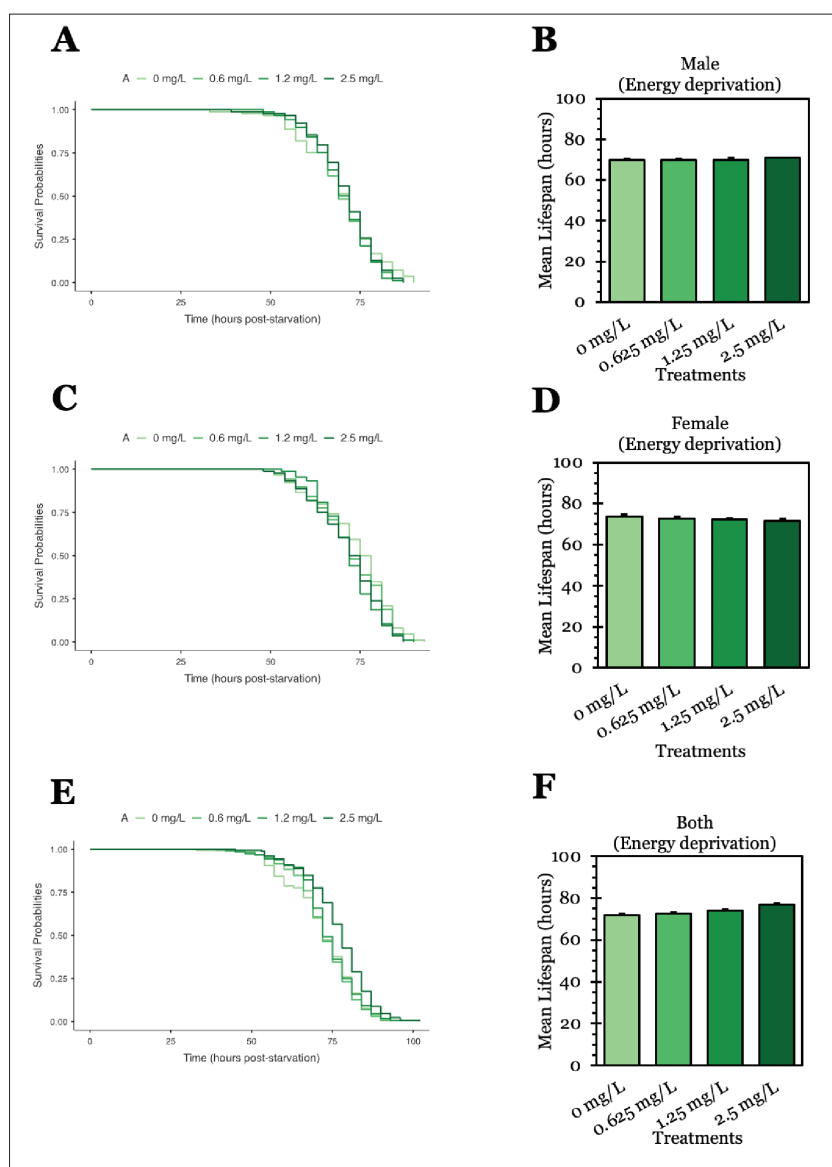 A
A 0 mg/L 0.6 mg/L 1.2 mg/L 2.5 mg/L
Survival Probabilities
1.00
0.75
0.50
0.25
0.00
0 25 50 75
Time (hours post-starvation)
B
Male
(Energy deprivation)
Mean Lifespan (hours)
100
80
60
40
20
0
0 mg/L
0.625 mg/L
1.25 mg/L
2.5 mg/L
Treatments
C
A 0 mg/L 0.6 mg/L 1.2 mg/L 2.5 mg/L
Survival Probabilities
1.00
0.75
0.50
0.25
0.00
0 25 50 75
Time (hours post-starvation)
D
Female
(Energy deprivation)
Mean Lifespan (hours)
100
80
60
40
20
0
0 mg/L
0.625 mg/L
1.25 mg/L
2.5 mg/L
Treatments
E
A 0 mg/L 0.6 mg/L 1.2 mg/L 2.5 mg/L
Survival Probabilities
1.00
0.75
0.50
0.25
0.00
0 25 50 75 100
Time (hours post-starvation)
F
Both
(Energy deprivation)
Mean Lifespan (hours)
100
80
60
40
20
0
0 mg/L
0.625 mg/L
1.25 mg/L
2.5 mg/L
Treatments